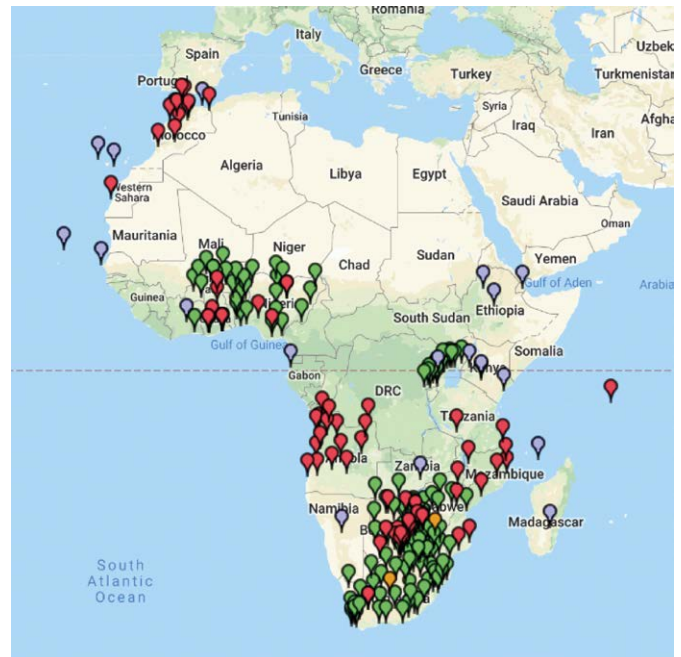 Romania
Italy
Spain
Portugal
Greece
Turkey
Uzbek
Turkmenistan
Syria
Afgha
Tunisia
Iraq
Iran
Morocco
Algeria
Libya
Egypt
Western
Sahara
Saudi Arabia
Oman
Mauritania
Mali
Niger
Chad
Sudan
Yemen
Gulf of Aden
Arabia
Guinea
Nigeria
Ethiopia
South Sudan
Gulf of Guinea
Somalia
Gabon
Kenya
DRC
Tanzania
Angola
Zambia
Mozambique
Namibia
Madagascar
South
Atlantic
Ocean